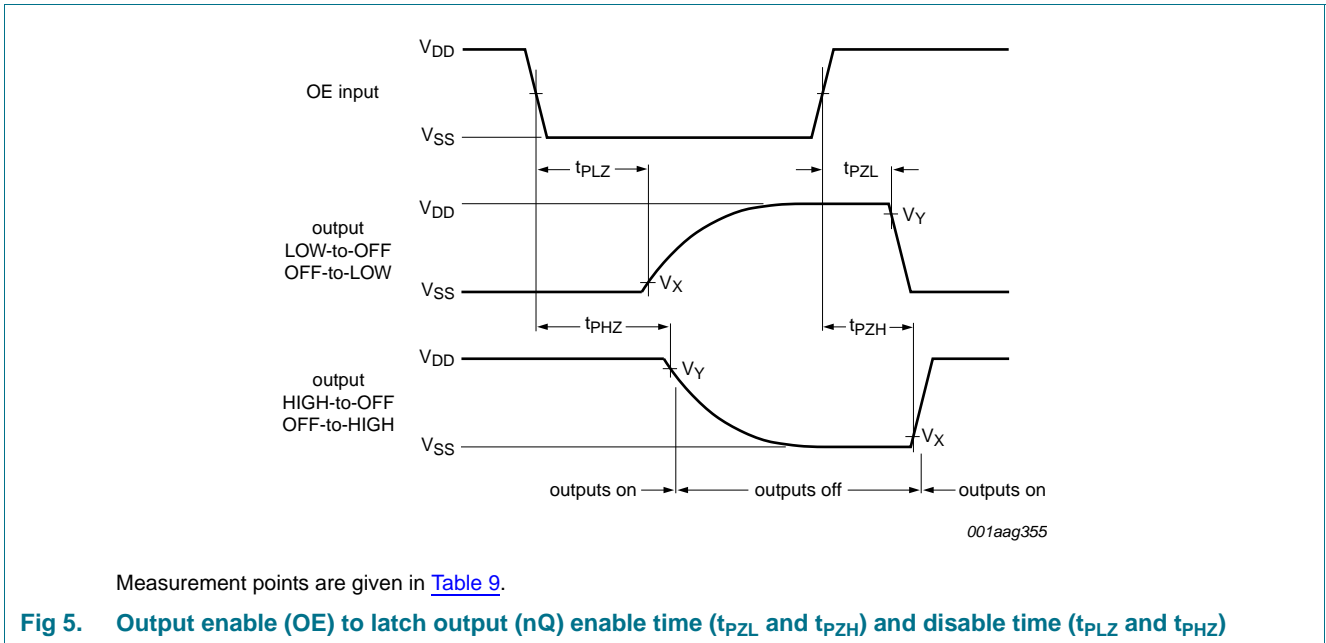 VDD
OE input
VSS
tPLZ
tPZL
VDD
VY
output
LOW-to-OFF
OFF-to-LOW
VX
VSS
tPHZ
tPZH
VDD
VY
output
HIGH-to-OFF
OFF-to-HIGH
VX
VSS
outputs on
outputs off
outputs on
001aag355
Measurement points are given in Table 9.
Fig 5. Output enable (OE) to latch output (nQ) enable time (tPZL and tPZH) and disable time (tPLZ and tPHZ)